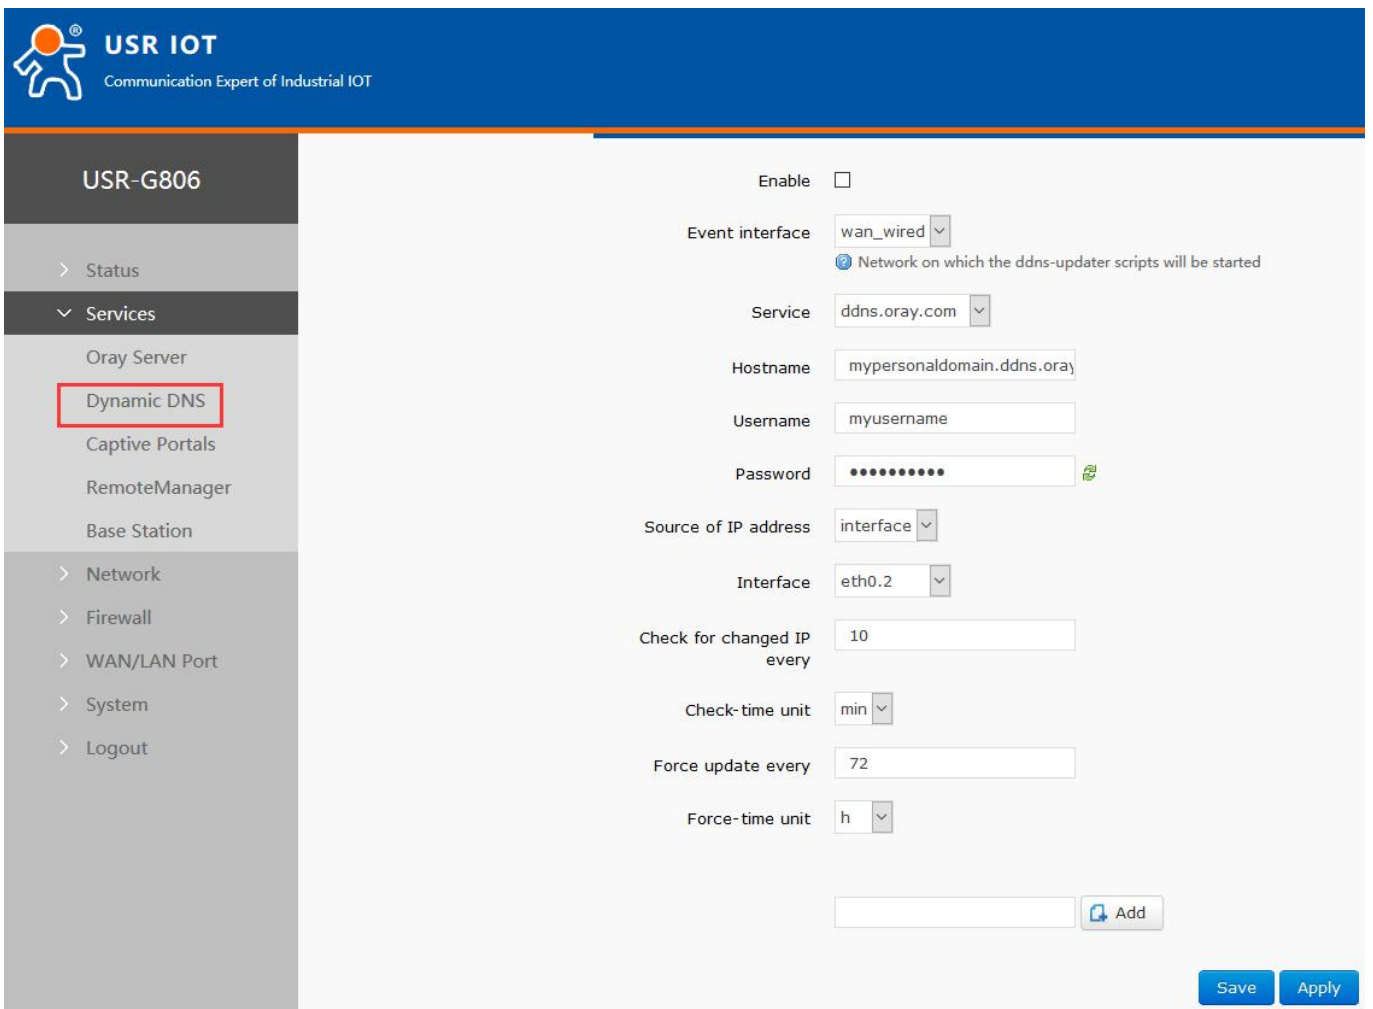 USR IOT
Communication Expert of Industrial IOT
USR-G806
Status
Services
Oray Server
Dynamic DNS
Captive Portals
RemoteManager
Base Station
Network
Firewall
WAN/LAN Port
System
Logout
Enable
Event interface wan_wired
Network on which the ddns-updater scripts will be started
Service ddns.oray.com
Hostname mypersonaldomain.ddns.oray
Username myusername
Password ••••••••••
Source of IP address interface
Interface eth0.2
Check for changed IP every 10
Check-time unit min
Force update every 72
Force-time unit h
Add
Save Apply